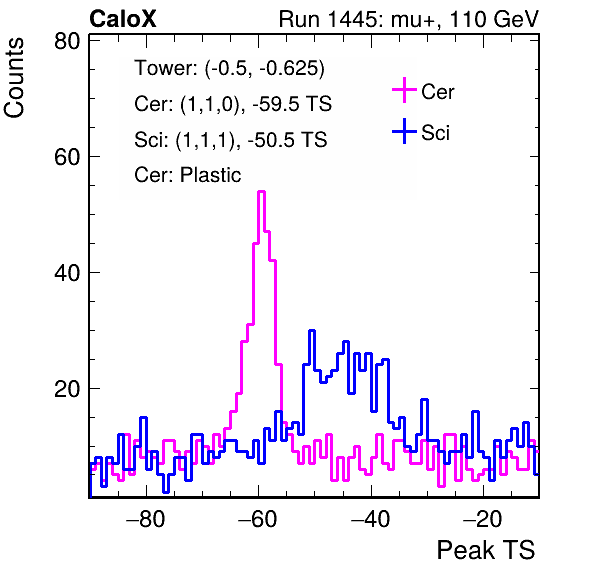 CaloX Run 1445: mu+, 110 GeV
Counts
80
60
40
20
Tower: (-0.5, -0.625)
Cer: (1,1,0), -59.5 TS
Sci: (1,1,1), -50.5 TS
Cer: Plastic
Cer
Sci
−80 −60 −40 −20
Peak TS